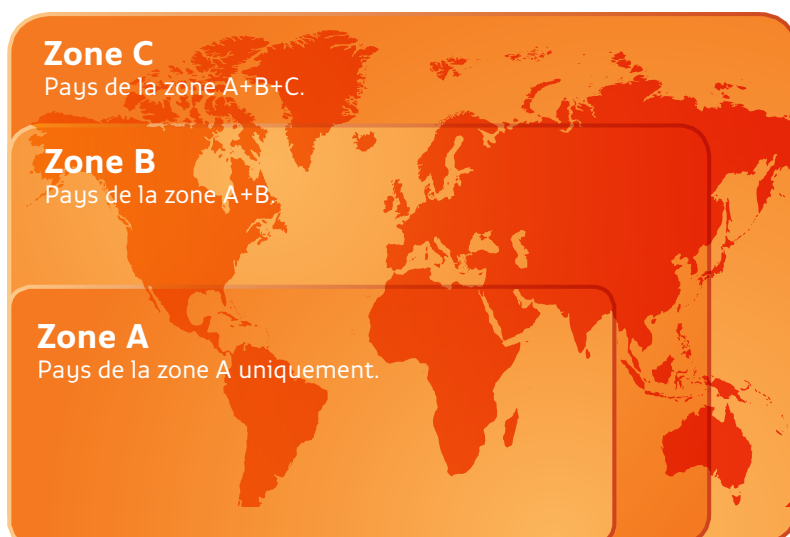 Zone C
Pays de la zone A+B+C.
Zone B
Pays de la zone A+B.
Zone A
Pays de la zone A uniquement.